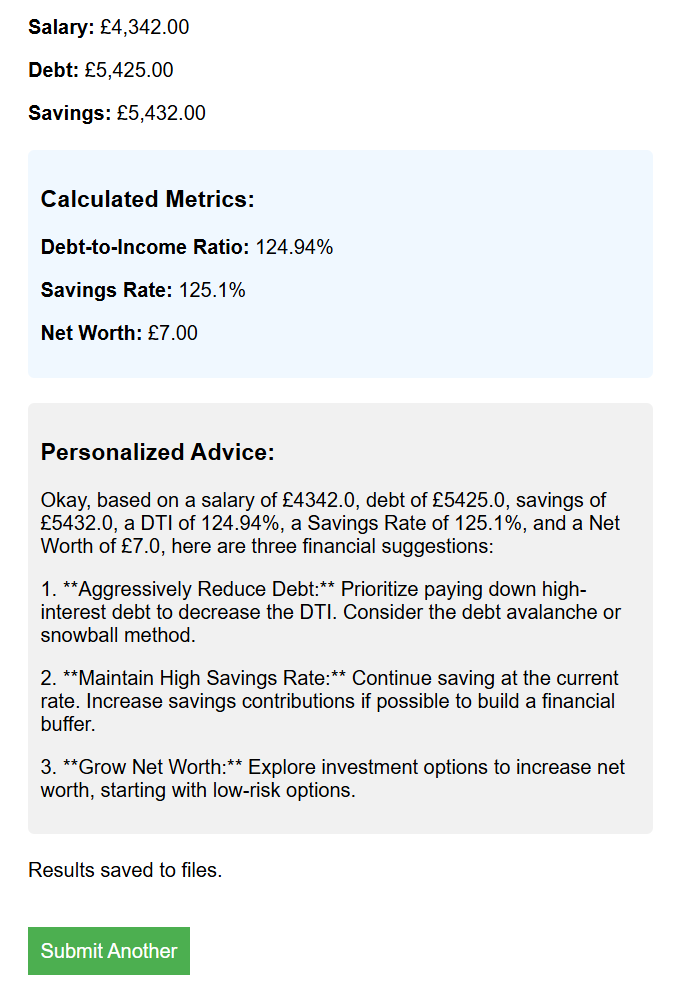 Salary: £4,342.00
Debt: £5,425.00
Savings: £5,432.00
Calculated Metrics:
Debt-to-Income Ratio: 124.94%
Savings Rate: 125.1%
Net Worth: £7.00
Personalized Advice:
Okay, based on a salary of £4342.0, debt of £5425.0, savings of
£5432.0, a DTI of 124.94%, a Savings Rate of 125.1%, and a Net
Worth of £7.0, here are three financial suggestions:
1. **Aggressively Reduce Debt:** Prioritize paying down high-
interest debt to decrease the DTI. Consider the debt avalanche or
snowball method.
2. **Maintain High Savings Rate:** Continue saving at the current
rate. Increase savings contributions if possible to build a financial
buffer.
3. **Grow Net Worth:** Explore investment options to increase net
worth, starting with low-risk options.
Results saved to files.
Submit Another